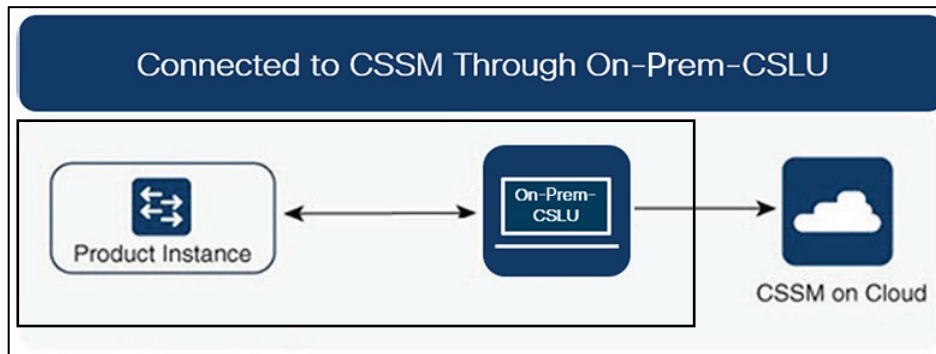 Connected to CSSM Through On-Prem-CSLU
On-Prem-
CSLU
Product Instance
CSSM on Cloud